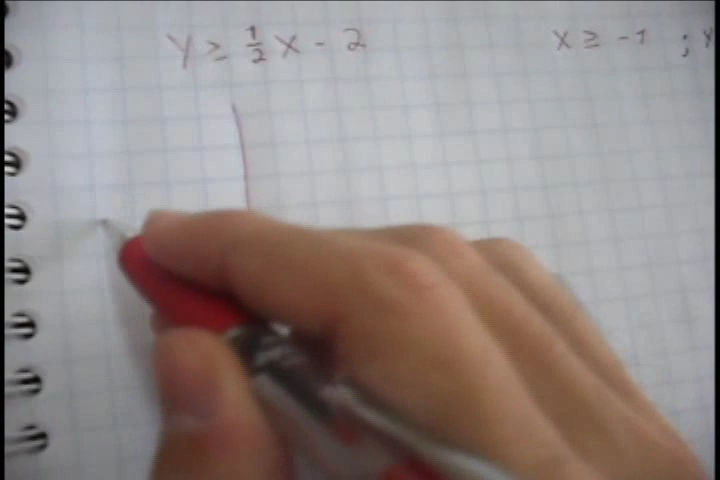 y ≥ 1/2 x - 2
x ≥ -1 ; y